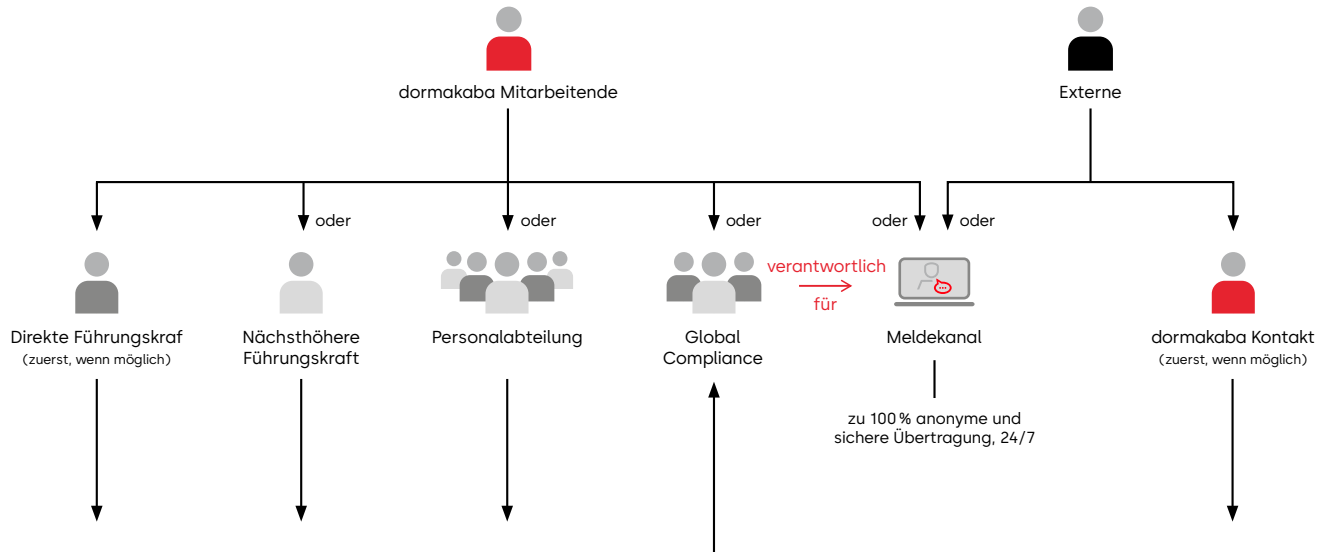 dormakaba Mitarbeitende
Externe
oder
oder
oder
oder
oder
verantwortlich
für
Direkte Führungskraf
(zuerst, wenn möglich)
Nächsthöhere
Führungskraft
Personalabteilung
Global
Compliance
Meldekanal
dormakaba Kontakt
(zuerst, wenn möglich)
zu 100 % anonyme und
sichere Übertragung, 24/7